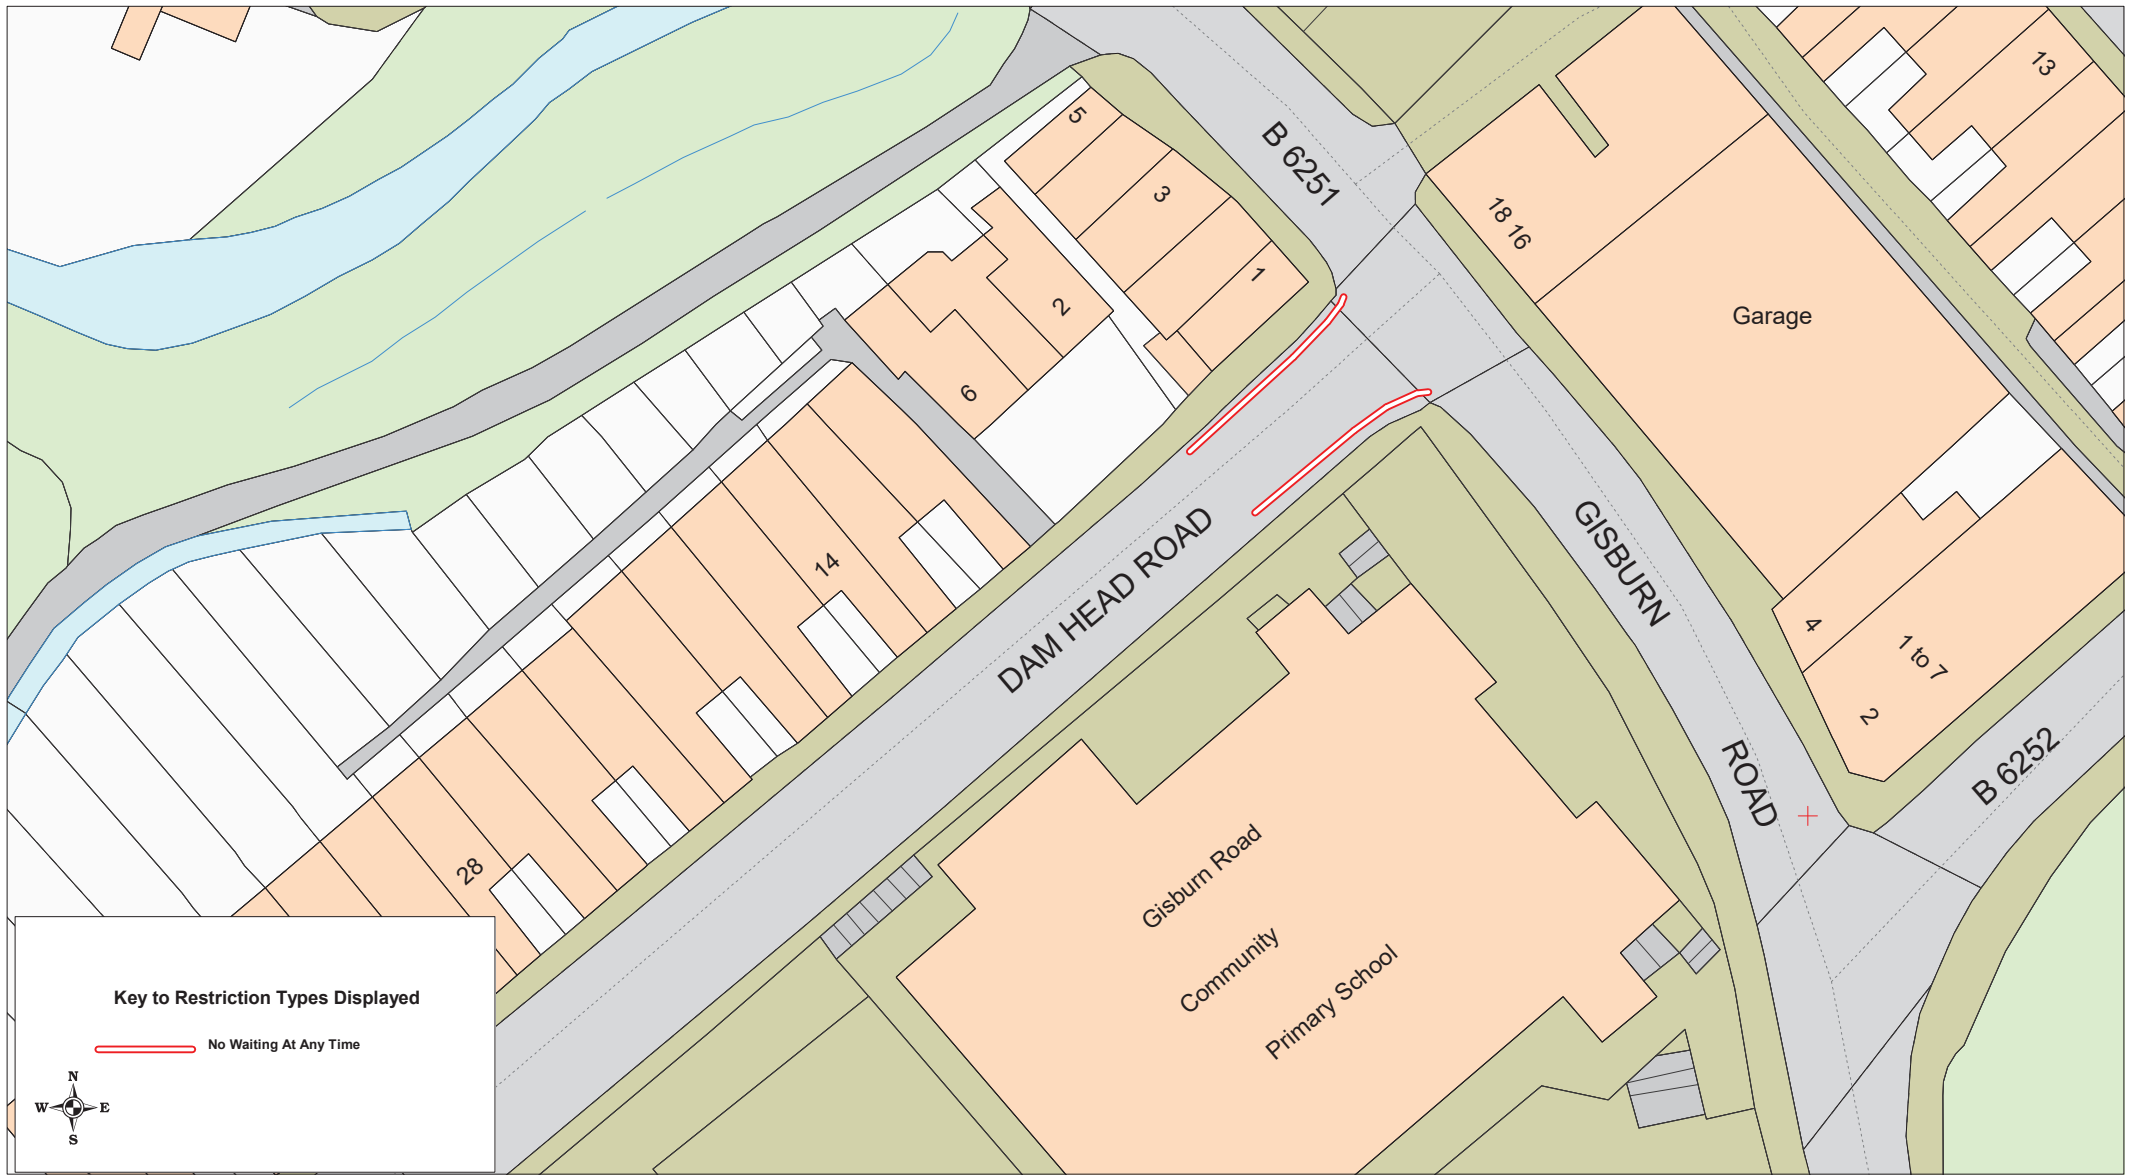 13
5
B 6251
3
18 16
1
2
Garage
6
14
DAM HEAD ROAD
GISBURN
ROAD
4
1 to 7
2
B 6252
28
Gisburn Road
Community
Primary School
Key to Restriction Types Displayed
No Waiting At Any Time
N
W E
S